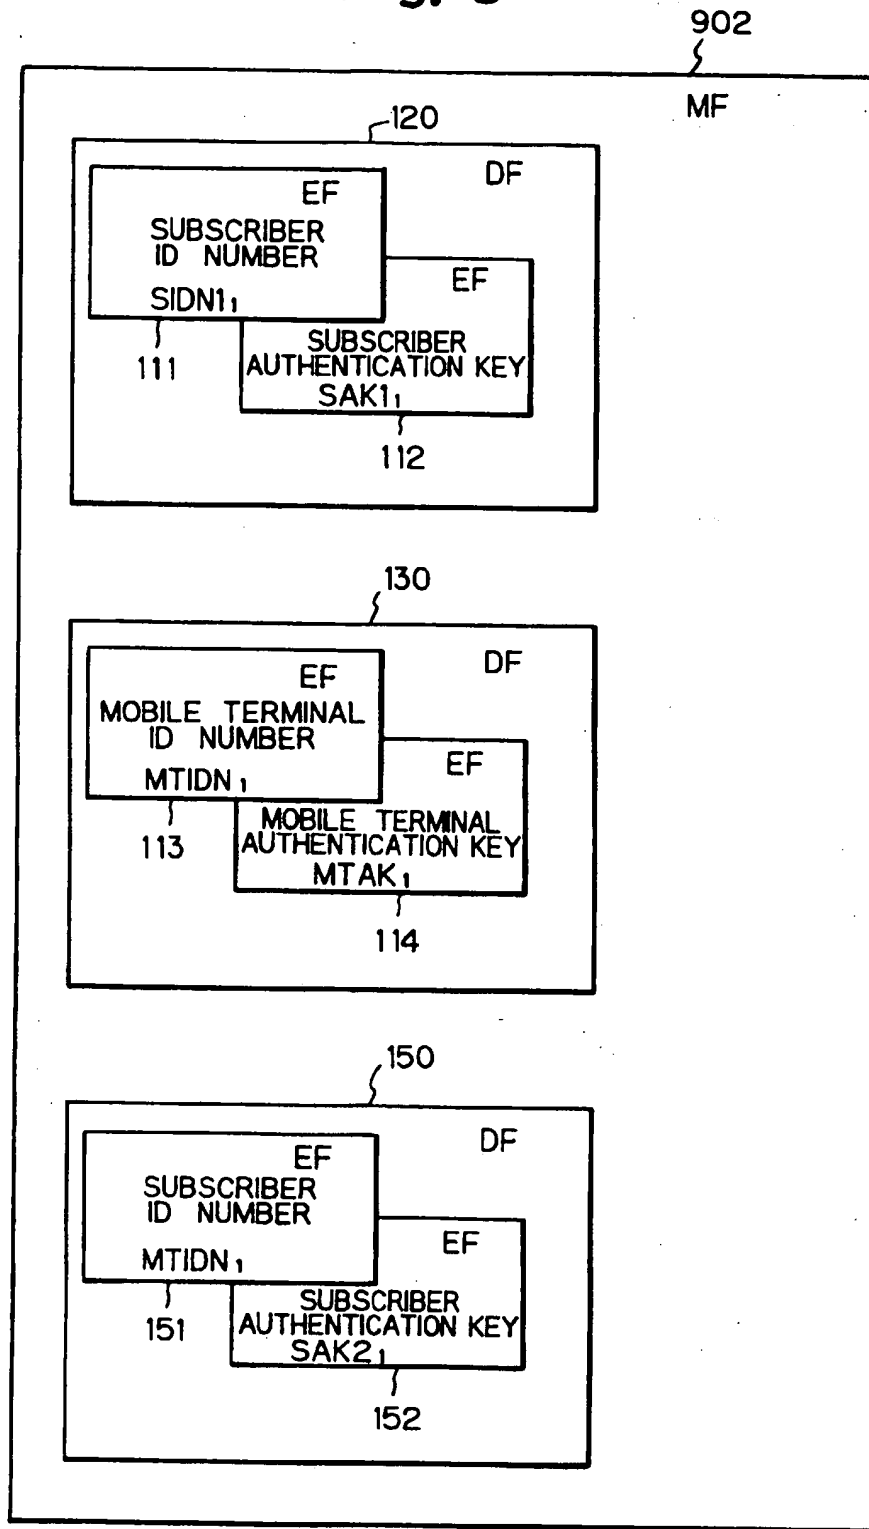 902
MF
120
DF
EF
SUBSCRIBER
ID NUMBER
SIDN1₁
111
EF
SUBSCRIBER
AUTHENTICATION KEY
SAK1₁
112
130
DF
EF
MOBILE TERMINAL
ID NUMBER
MTIDN₁
113
EF
MOBILE TERMINAL
AUTHENTICATION KEY
MTAK₁
114
150
DF
EF
SUBSCRIBER
ID NUMBER
MTIDN₁
151
EF
SUBSCRIBER
AUTHENTICATION KEY
SAK2₁
152